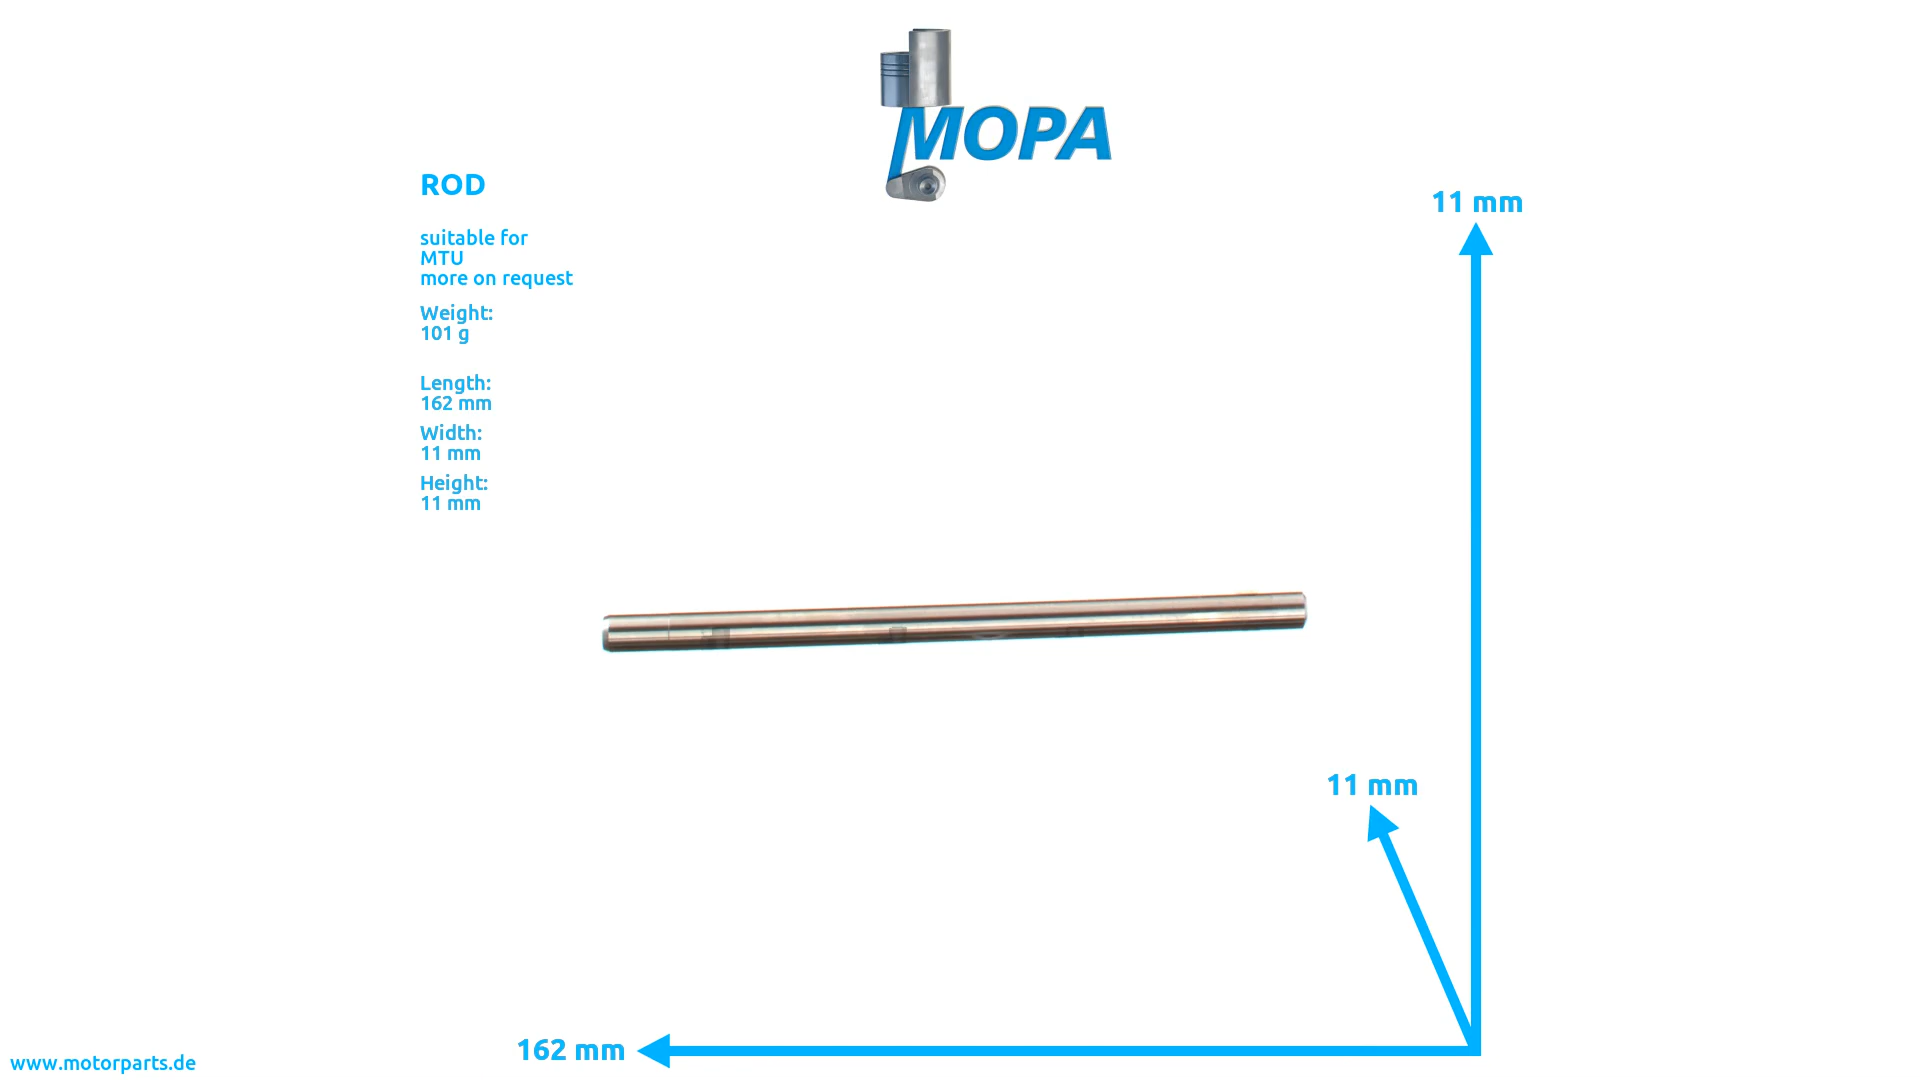 MOPA
ROD
suitable for
MTU
more on request
Weight:
101 g
Length:
162 mm
Width:
11 mm
Height:
11 mm
11 mm
11 mm
162 mm
www.motorparts.de